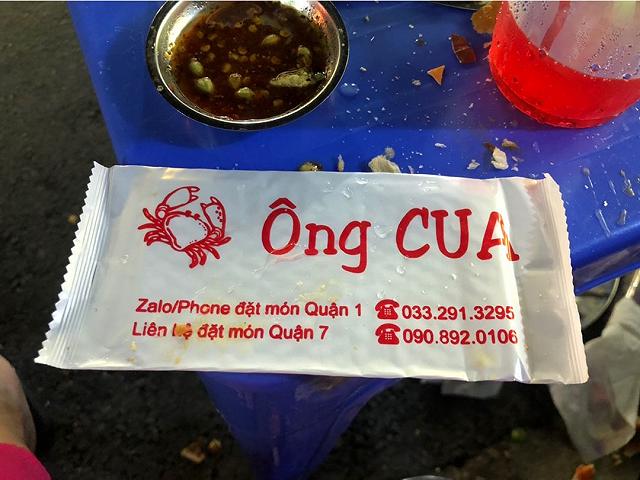 Ông CUA
Zalo/Phone đặt món Quận 1 ☎ 033.291.3295
Liên hệ đặt món Quận 7 ☎ 090.892.0106